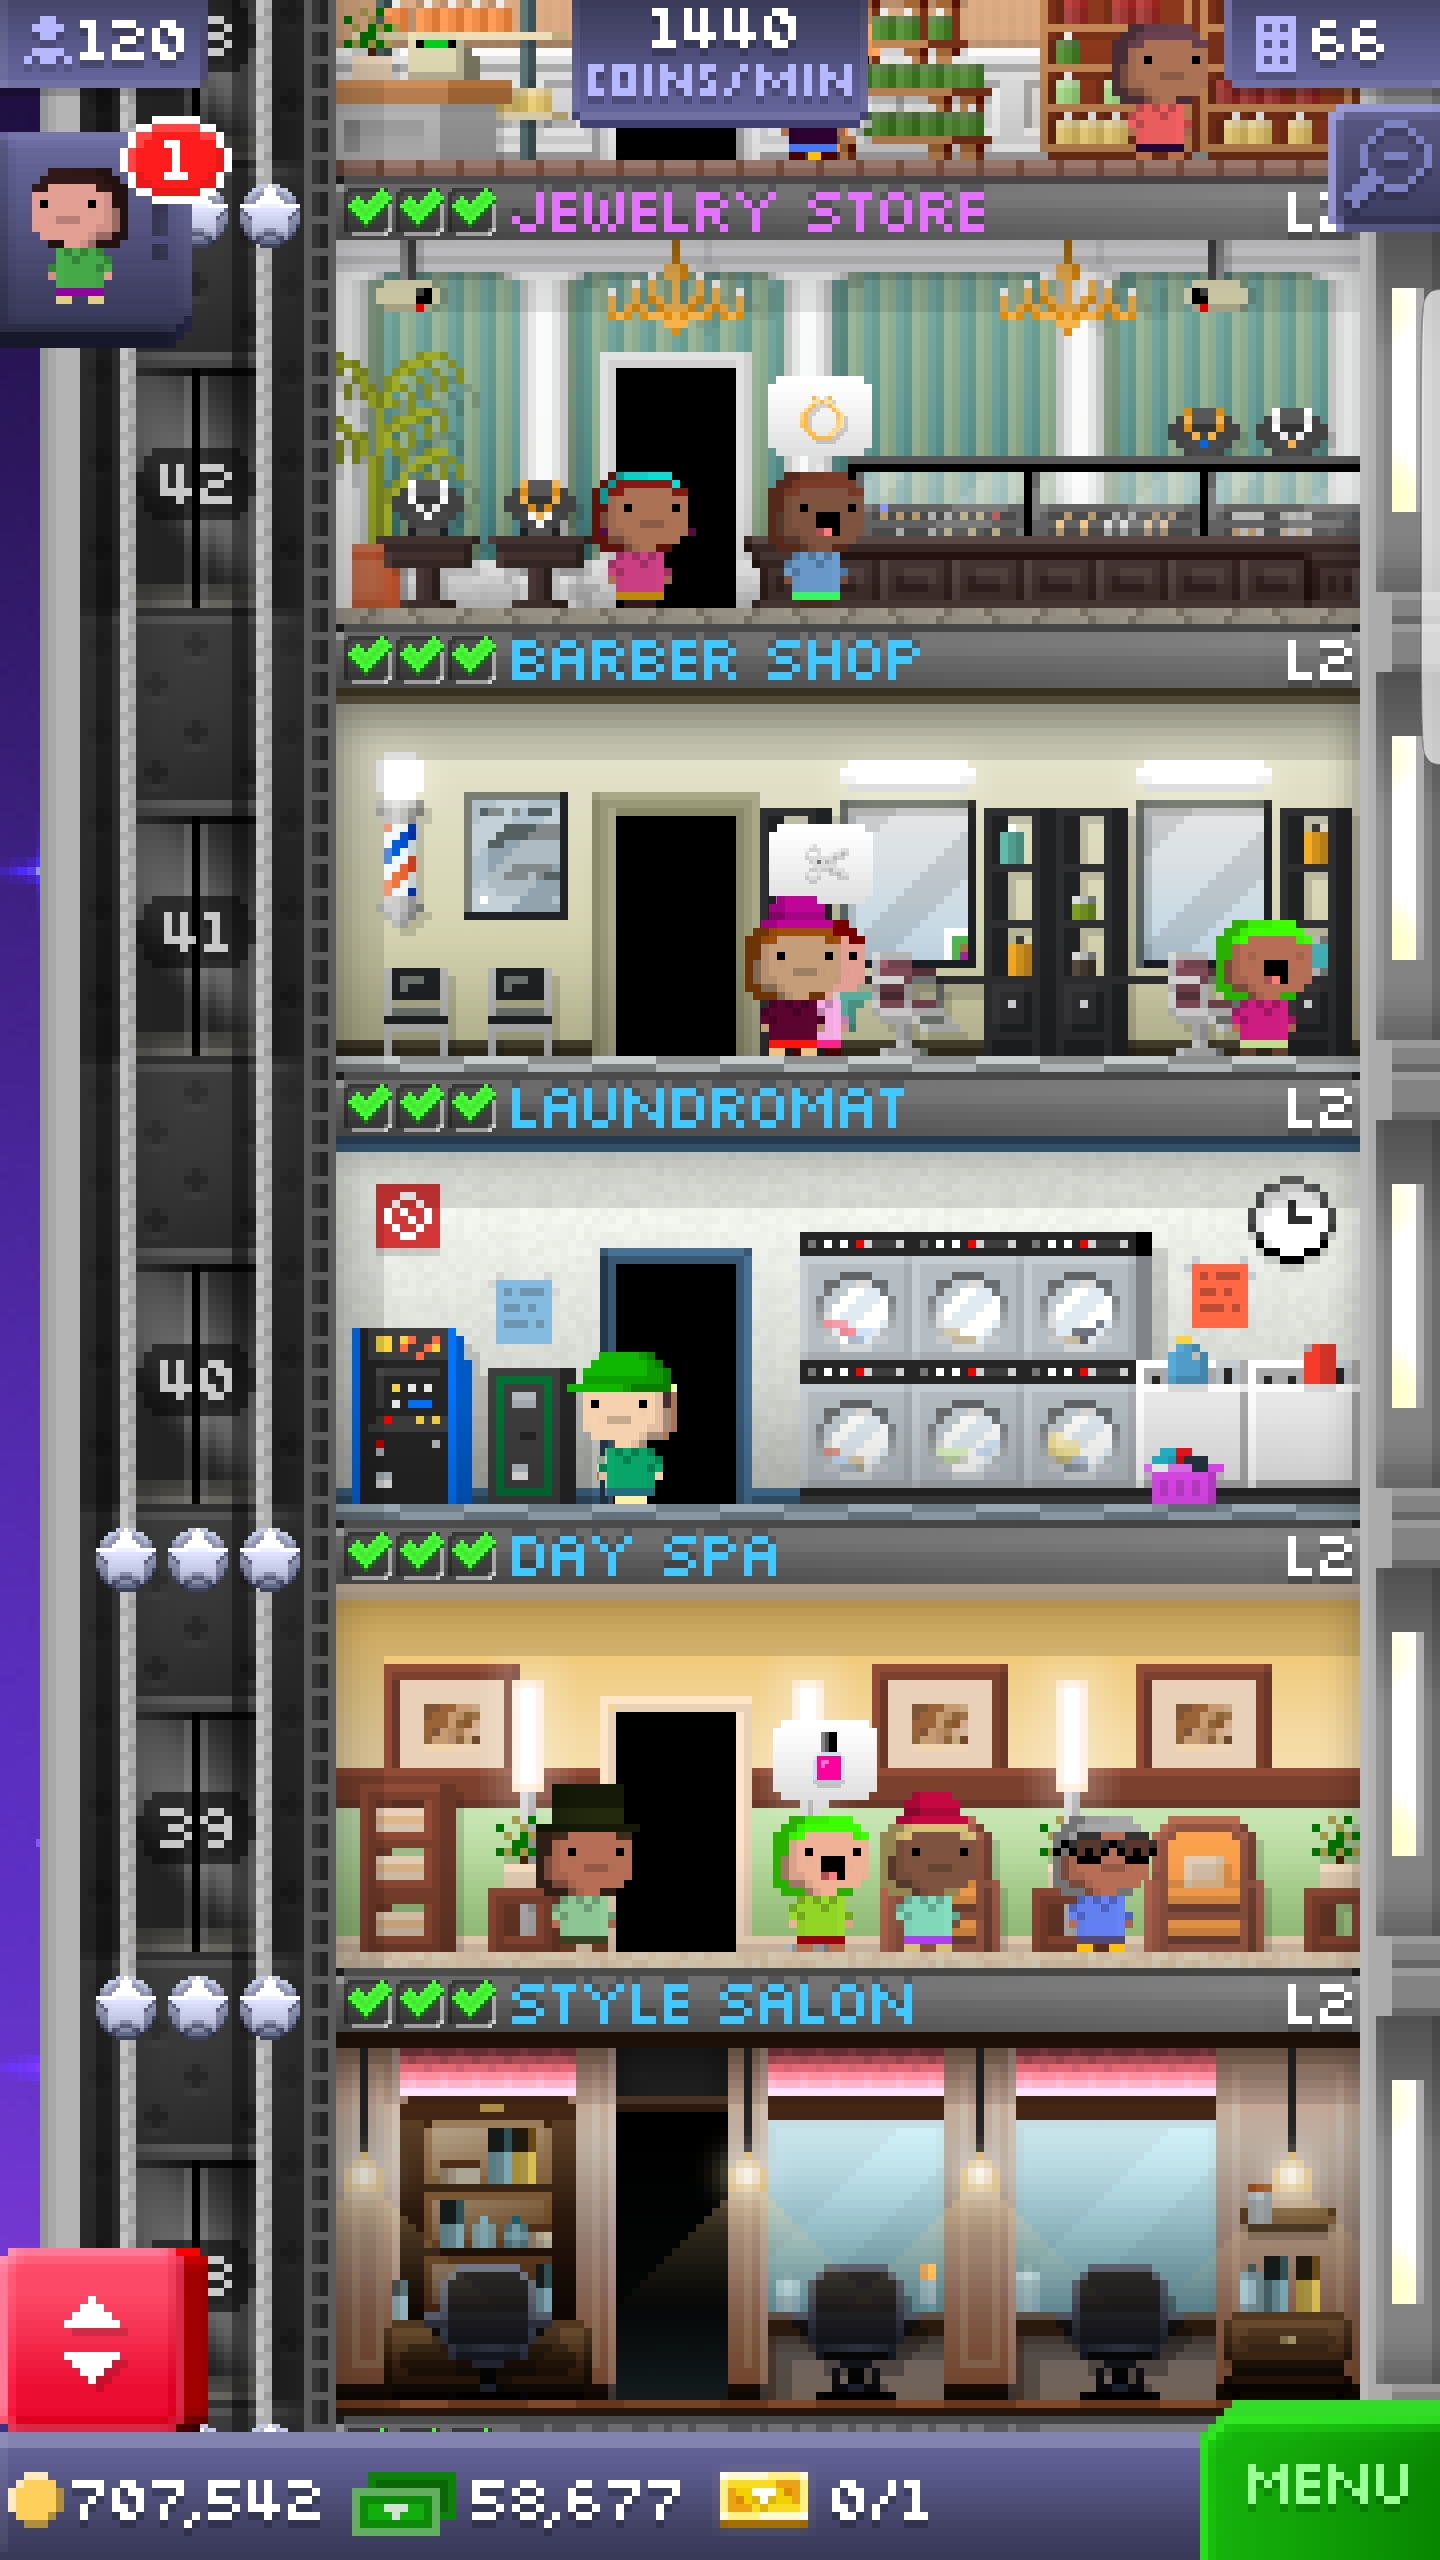 120
1440
COINS/MIN
66
1
JEWELRY STORE
42
BARBER SHOP L2
41
LAUNDROMAT L2
40
DAY SPA L2
39
STYLE SALON L2
707,542 58,677 0/1
MENU